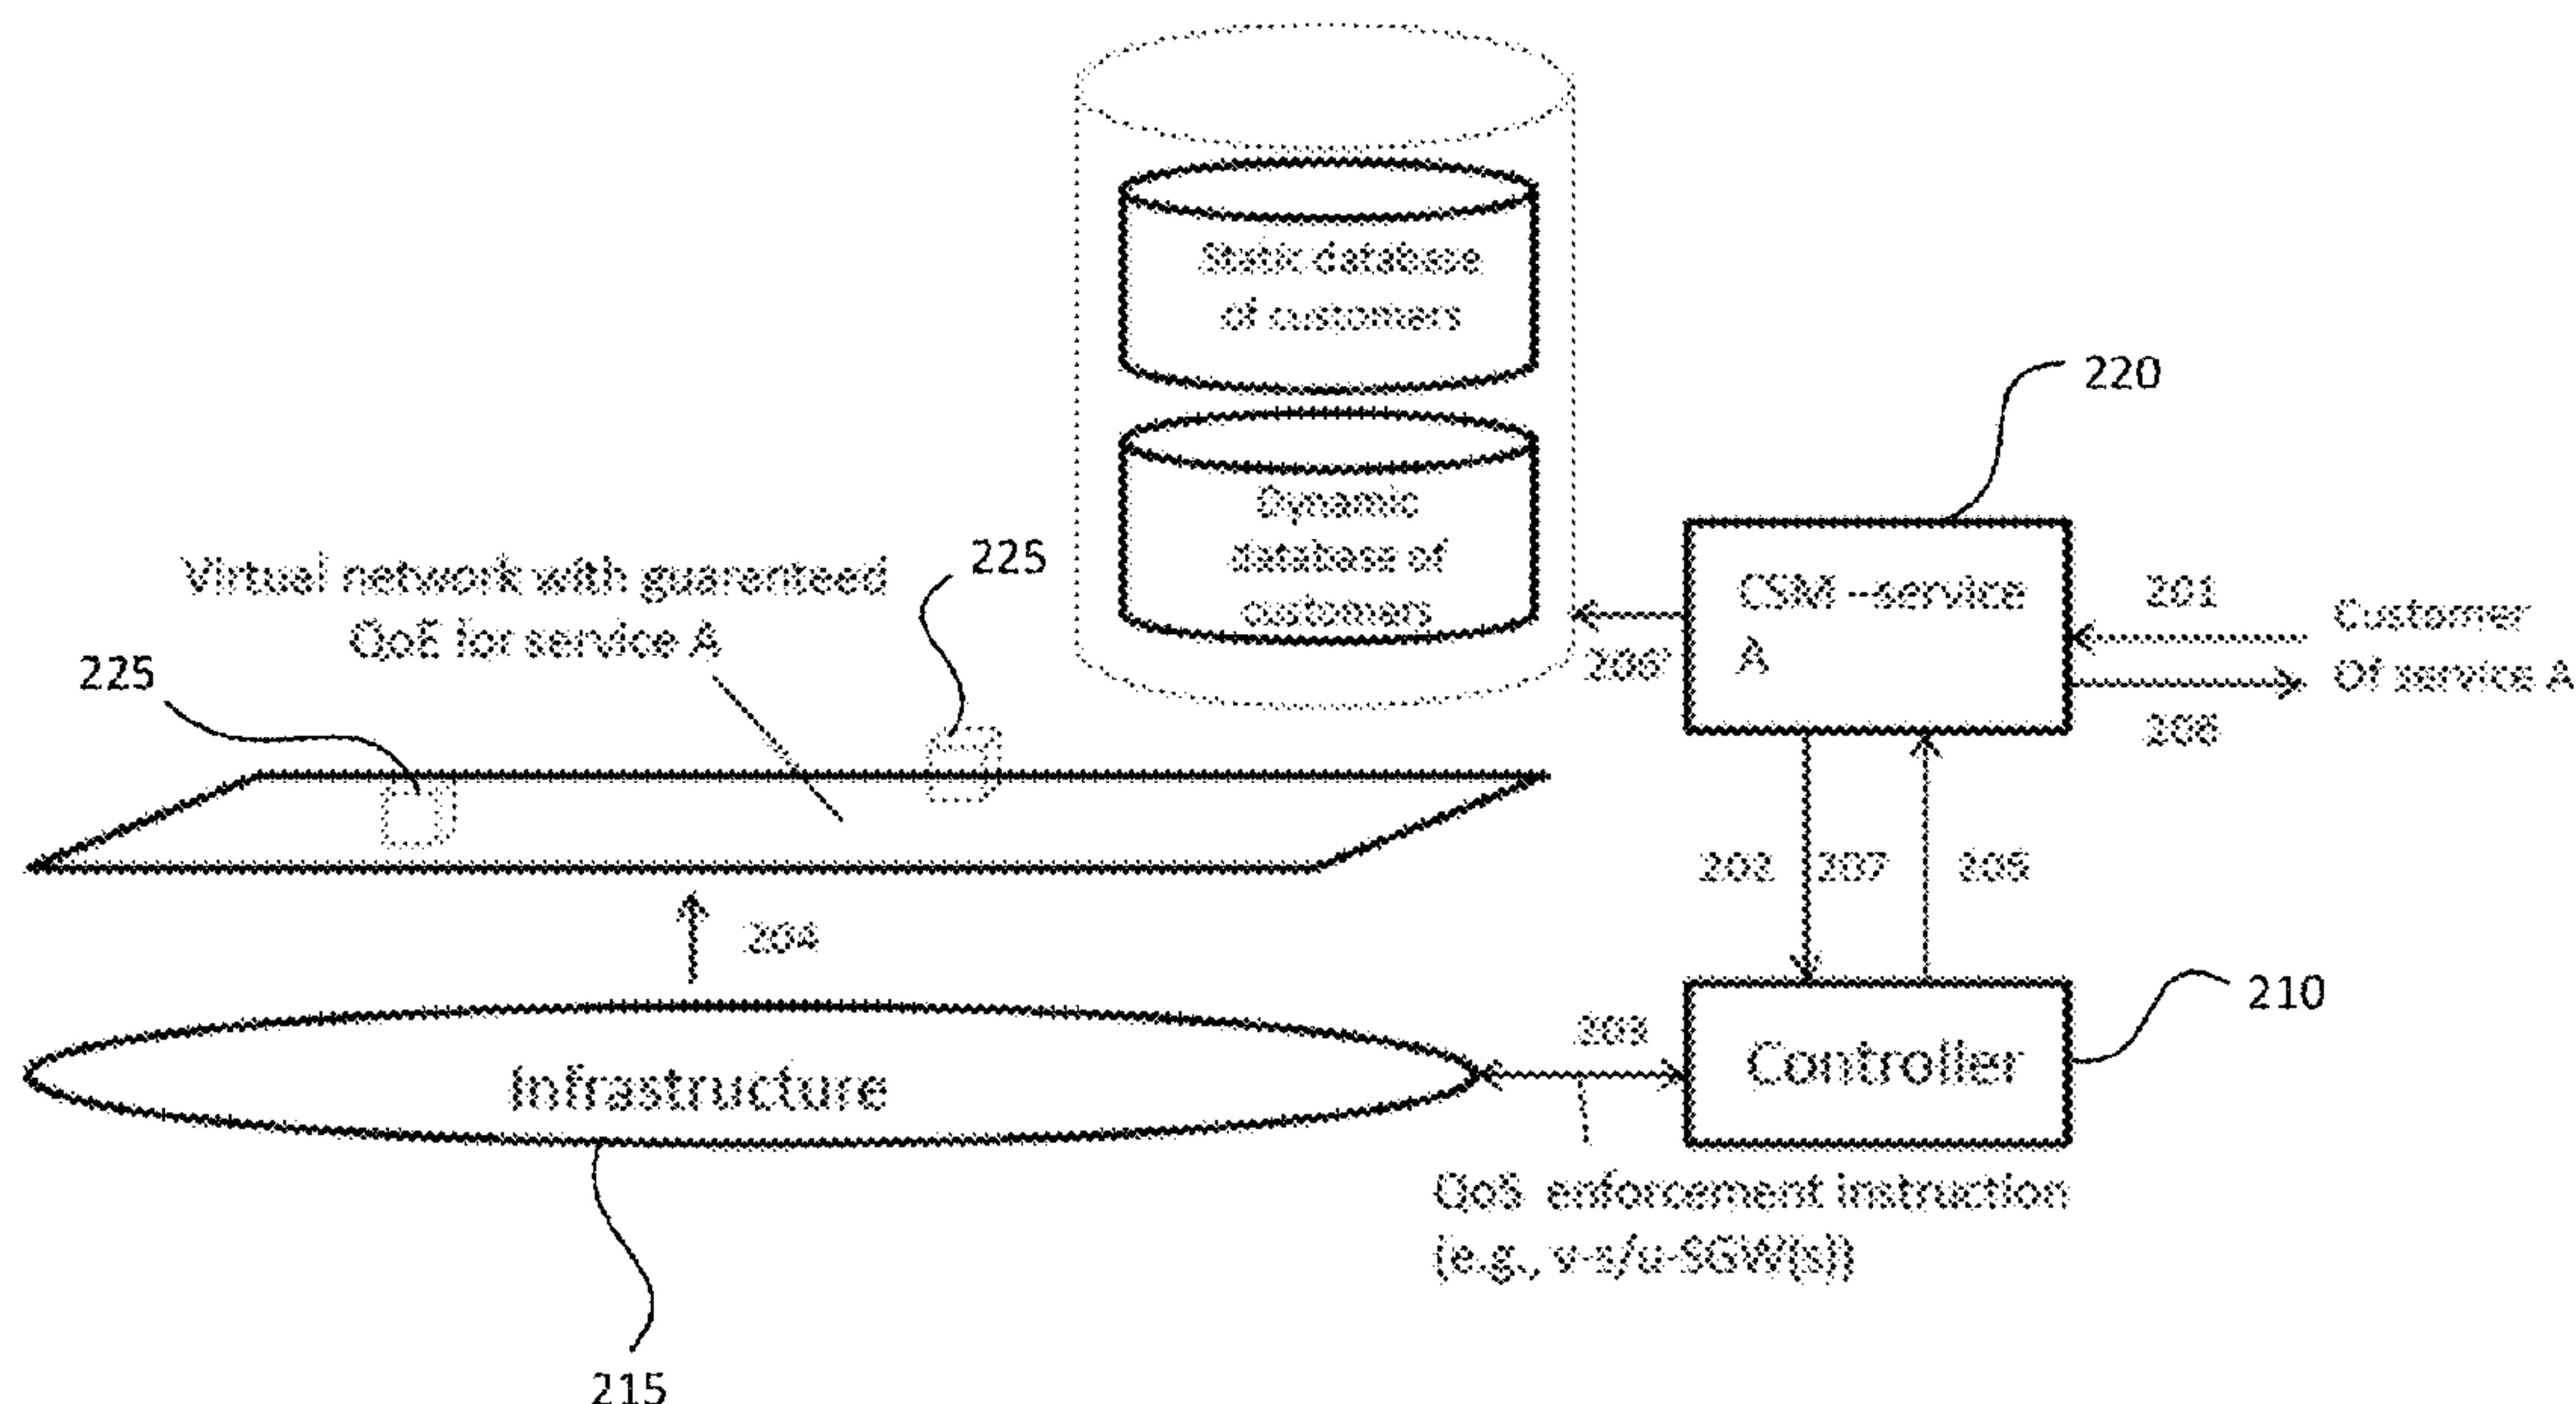 Static database
of customers
220
Dynamic
database of
customers
225
Virtual network with guarenteed
QoE for service A
225
CSM -service
A
201
Customer
Of service A
206'
208
202
207
205
204
210
203
Infrastructure
Controller
QoS enforcement instruction
(e.g., v-s/u-SGW(s))
215